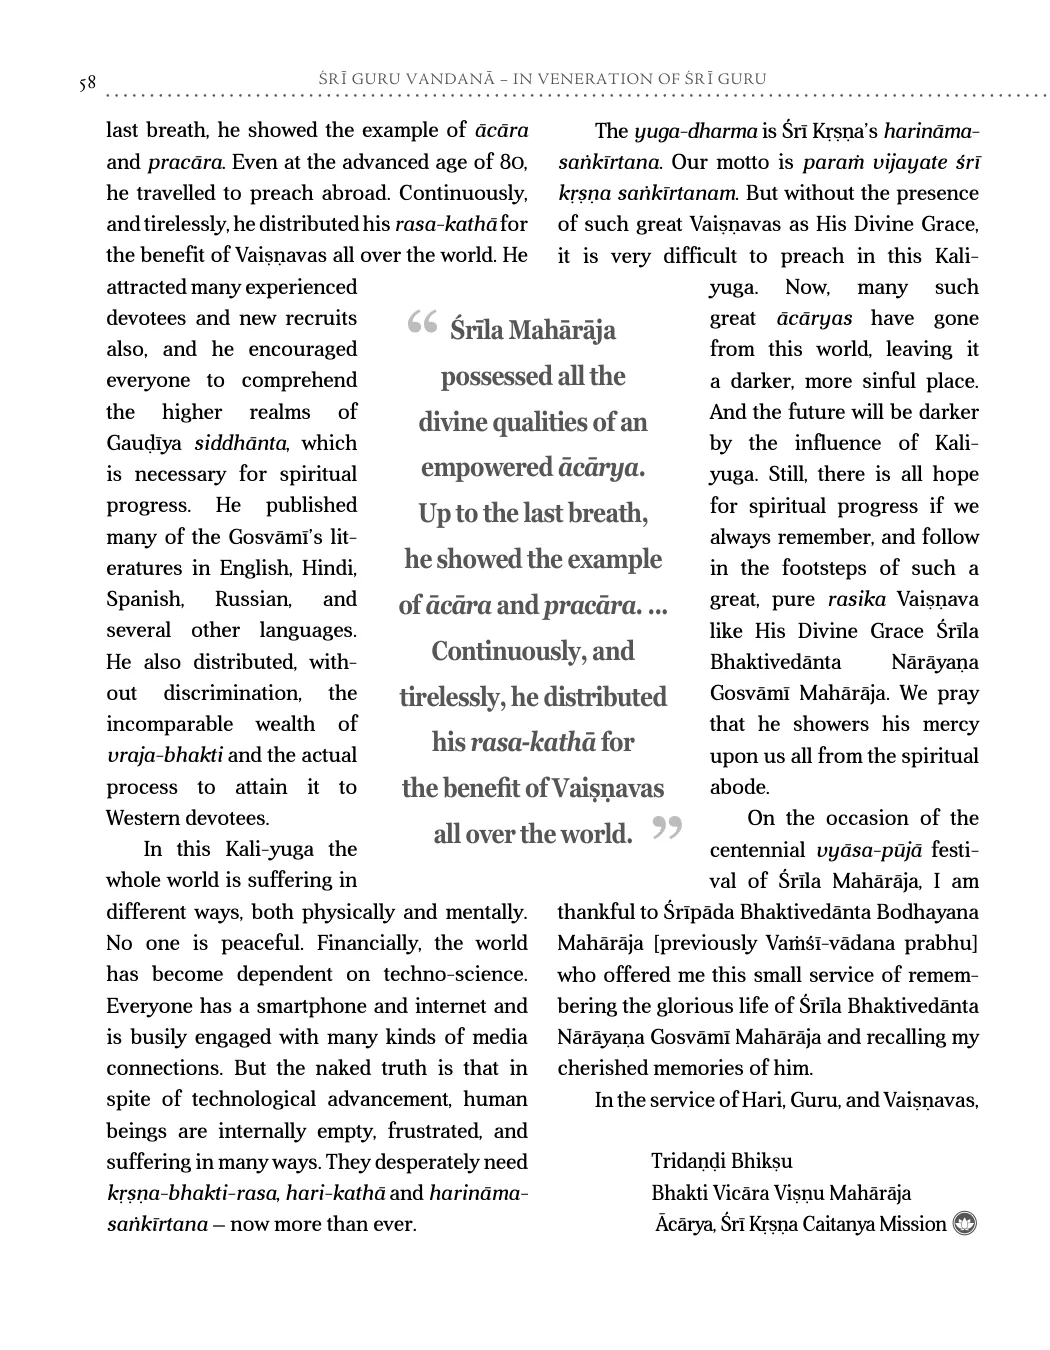 58
ŚRĪ GURU VANDANĀ – IN VENERATION OF ŚRĪ GURU
last breath, he showed the example of ācāra
and pracāra. Even at the advanced age of 80,
he travelled to preach abroad. Continuously,
and tirelessly, he distributed his rasa-kathā for
the benefit of Vaiṣṇavas all over the world. He
attracted many experienced
devotees and new recruits
also, and he encouraged
everyone to comprehend
the higher realms of
Gauḍīya siddhānta, which
is necessary for spiritual
progress. He published
many of the Gosvāmī’s lit-
eratures in English, Hindi,
Spanish, Russian, and
several other languages.
He also distributed, with-
out discrimination, the
incomparable wealth of
vraja-bhakti and the actual
process to attain it to
Western devotees.
In this Kali-yuga the
whole world is suffering in
different ways, both physically and mentally.
No one is peaceful. Financially, the world
has become dependent on techno-science.
Everyone has a smartphone and internet and
is busily engaged with many kinds of media
connections. But the naked truth is that in
spite of technological advancement, human
beings are internally empty, frustrated, and
suffering in many ways. They desperately need
kṛṣṇa-bhakti-rasa, hari-kathā and harināma-
saṅkīrtana – now more than ever.
“ Śrīla Mahārāja
possessed all the
divine qualities of an
empowered ācārya.
Up to the last breath,
he showed the example
of ācāra and pracāra. ...
Continuously, and
tirelessly, he distributed
his rasa-kathā for
the benefit of Vaiṣṇavas
all over the world. ”
The yuga-dharma is Śrī Kṛṣṇa’s harināma-
saṅkīrtana. Our motto is paraṁ vijayate śrī
kṛṣṇa saṅkīrtanam. But without the presence
of such great Vaiṣṇavas as His Divine Grace,
it is very difficult to preach in this Kali-
yuga. Now, many such
great ācāryas have gone
from this world, leaving it
a darker, more sinful place.
And the future will be darker
by the influence of Kali-
yuga. Still, there is all hope
for spiritual progress if we
always remember, and follow
in the footsteps of such a
great, pure rasika Vaiṣṇava
like His Divine Grace Śrīla
Bhaktivedānta Nārāyaṇa
Gosvāmī Mahārāja. We pray
that he showers his mercy
upon us all from the spiritual
abode.
On the occasion of the
centennial vyāsa-pūjā festi-
val of Śrīla Mahārāja, I am
thankful to Śrīpāda Bhaktivedānta Bodhayana
Mahārāja [previously Vaṁśī-vādana prabhu]
who offered me this small service of remem-
bering the glorious life of Śrīla Bhaktivedānta
Nārāyaṇa Gosvāmī Mahārāja and recalling my
cherished memories of him.
In the service of Hari, Guru, and Vaiṣṇavas,
Tridaṇḍi Bhikṣu
Bhakti Vicāra Viṣṇu Mahārāja
Ācārya, Śrī Kṛṣṇa Caitanya Mission